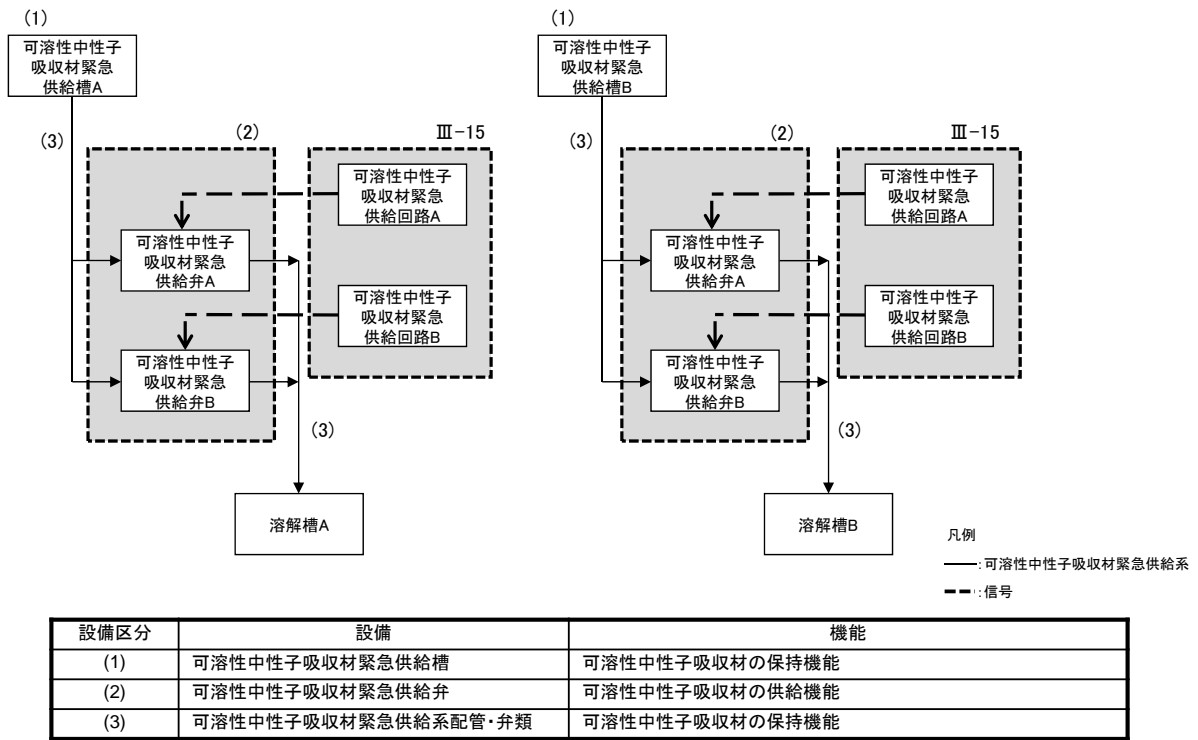 (1)
可溶性中性子
吸収材緊急
供給槽A
(3)
(2)
Ⅲ-15
可溶性中性子
吸収材緊急
供給回路A
可溶性中性子
吸収材緊急
供給弁A
可溶性中性子
吸収材緊急
供給回路B
可溶性中性子
吸収材緊急
供給弁B
(3)
溶解槽A
(1)
可溶性中性子
吸収材緊急
供給槽B
(3)
(2)
Ⅲ-15
可溶性中性子
吸収材緊急
供給回路A
可溶性中性子
吸収材緊急
供給弁A
可溶性中性子
吸収材緊急
供給回路B
可溶性中性子
吸収材緊急
供給弁B
(3)
溶解槽B
凡例
:可溶性中性子吸収材緊急供給系
:信号
設備区分 設備 機能
(1) 可溶性中性子吸収材緊急供給槽 可溶性中性子吸収材の保持機能
(2) 可溶性中性子吸収材緊急供給弁 可溶性中性子吸収材の供給機能
(3) 可溶性中性子吸収材緊急供給系配管・弁類 可溶性中性子吸収材の保持機能